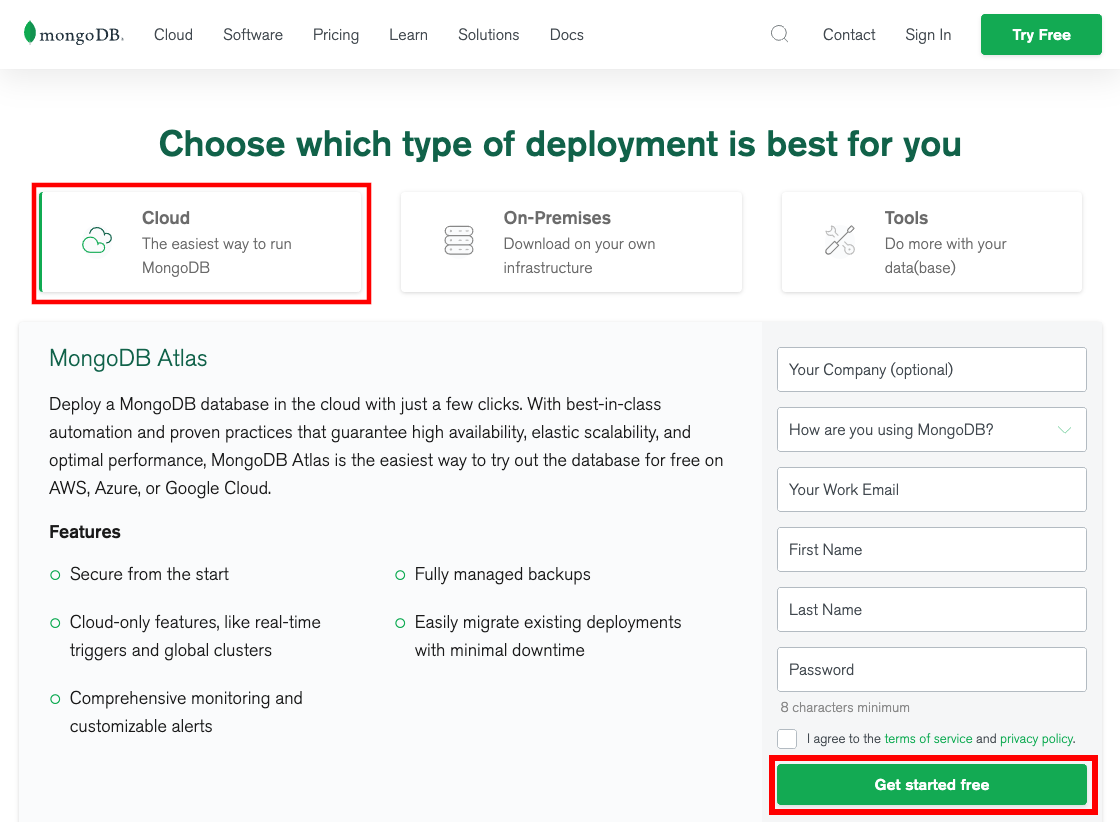 mongoDB.
Cloud
Software
Pricing
Learn
Solutions
Docs
Contact
Sign In
Try Free
Choose which type of deployment is best for you
Cloud
The easiest way to run
MongoDB
On-Premises
Download on your own
infrastructure
Tools
Do more with your
data(base)
MongoDB Atlas
Deploy a MongoDB database in the cloud with just a few clicks. With best-in-class
automation and proven practices that guarantee high availability, elastic scalability, and
optimal performance, MongoDB Atlas is the easiest way to try out the database for free on
AWS, Azure, or Google Cloud.
Features
Secure from the start
Cloud-only features, like real-time
triggers and global clusters
Comprehensive monitoring and
customizable alerts
Fully managed backups
Easily migrate existing deployments
with minimal downtime
Your Company (optional)
How are you using MongoDB?
Your Work Email
First Name
Last Name
Password
8 characters minimum
I agree to the terms of service and privacy policy.
Get started free